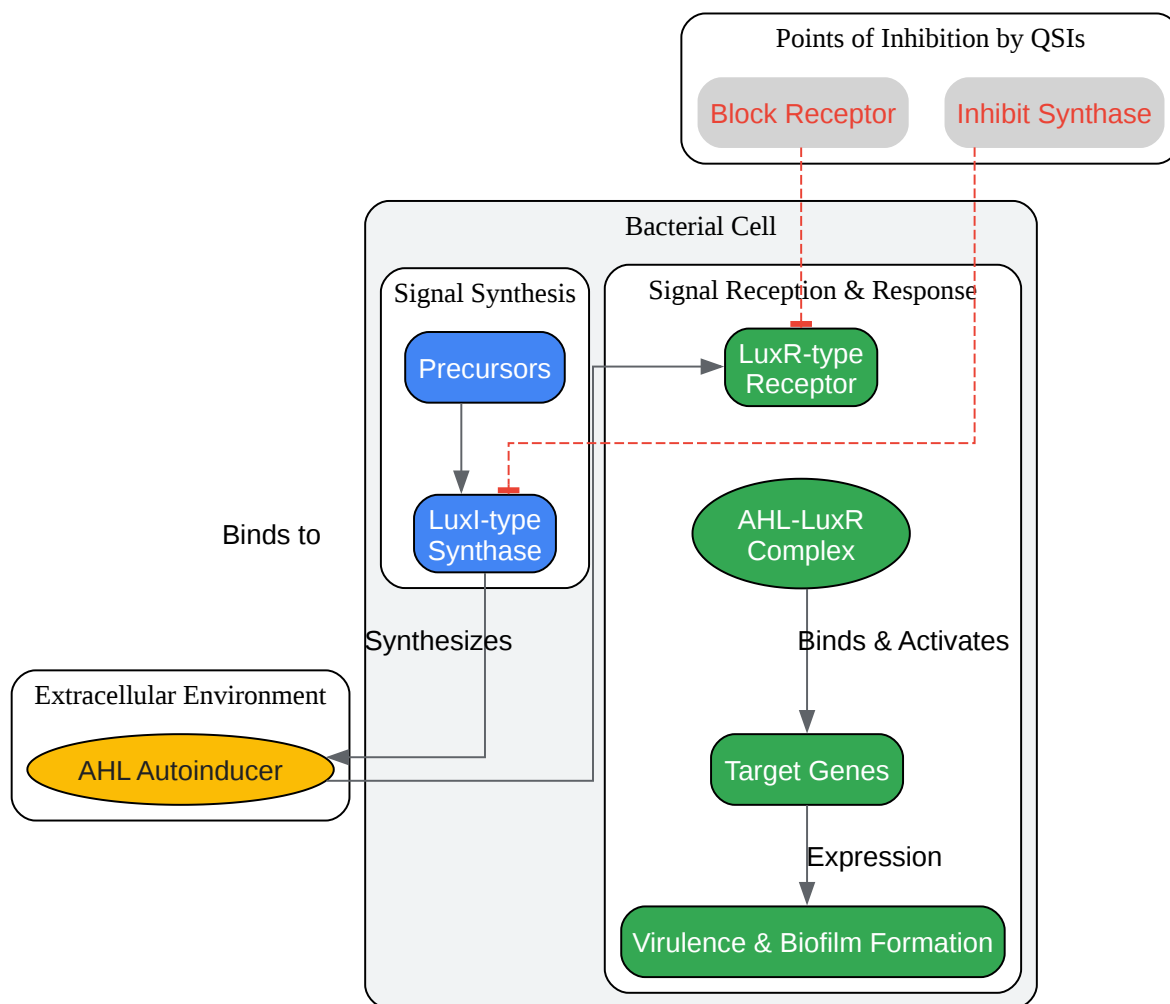 Points of Inhibition by QSIs
Block Receptor
Inhibit Synthase
Bacterial Cell
Signal Synthesis
Signal Reception & Response
Precursors
LuxR-type
Receptor
LuxI-type
Synthase
AHL-LuxR
Complex
Binds to
Synthesizes
Binds & Activates
Extracellular Environment
AHL Autoinducer
Target Genes
Expression
Virulence & Biofilm Formation